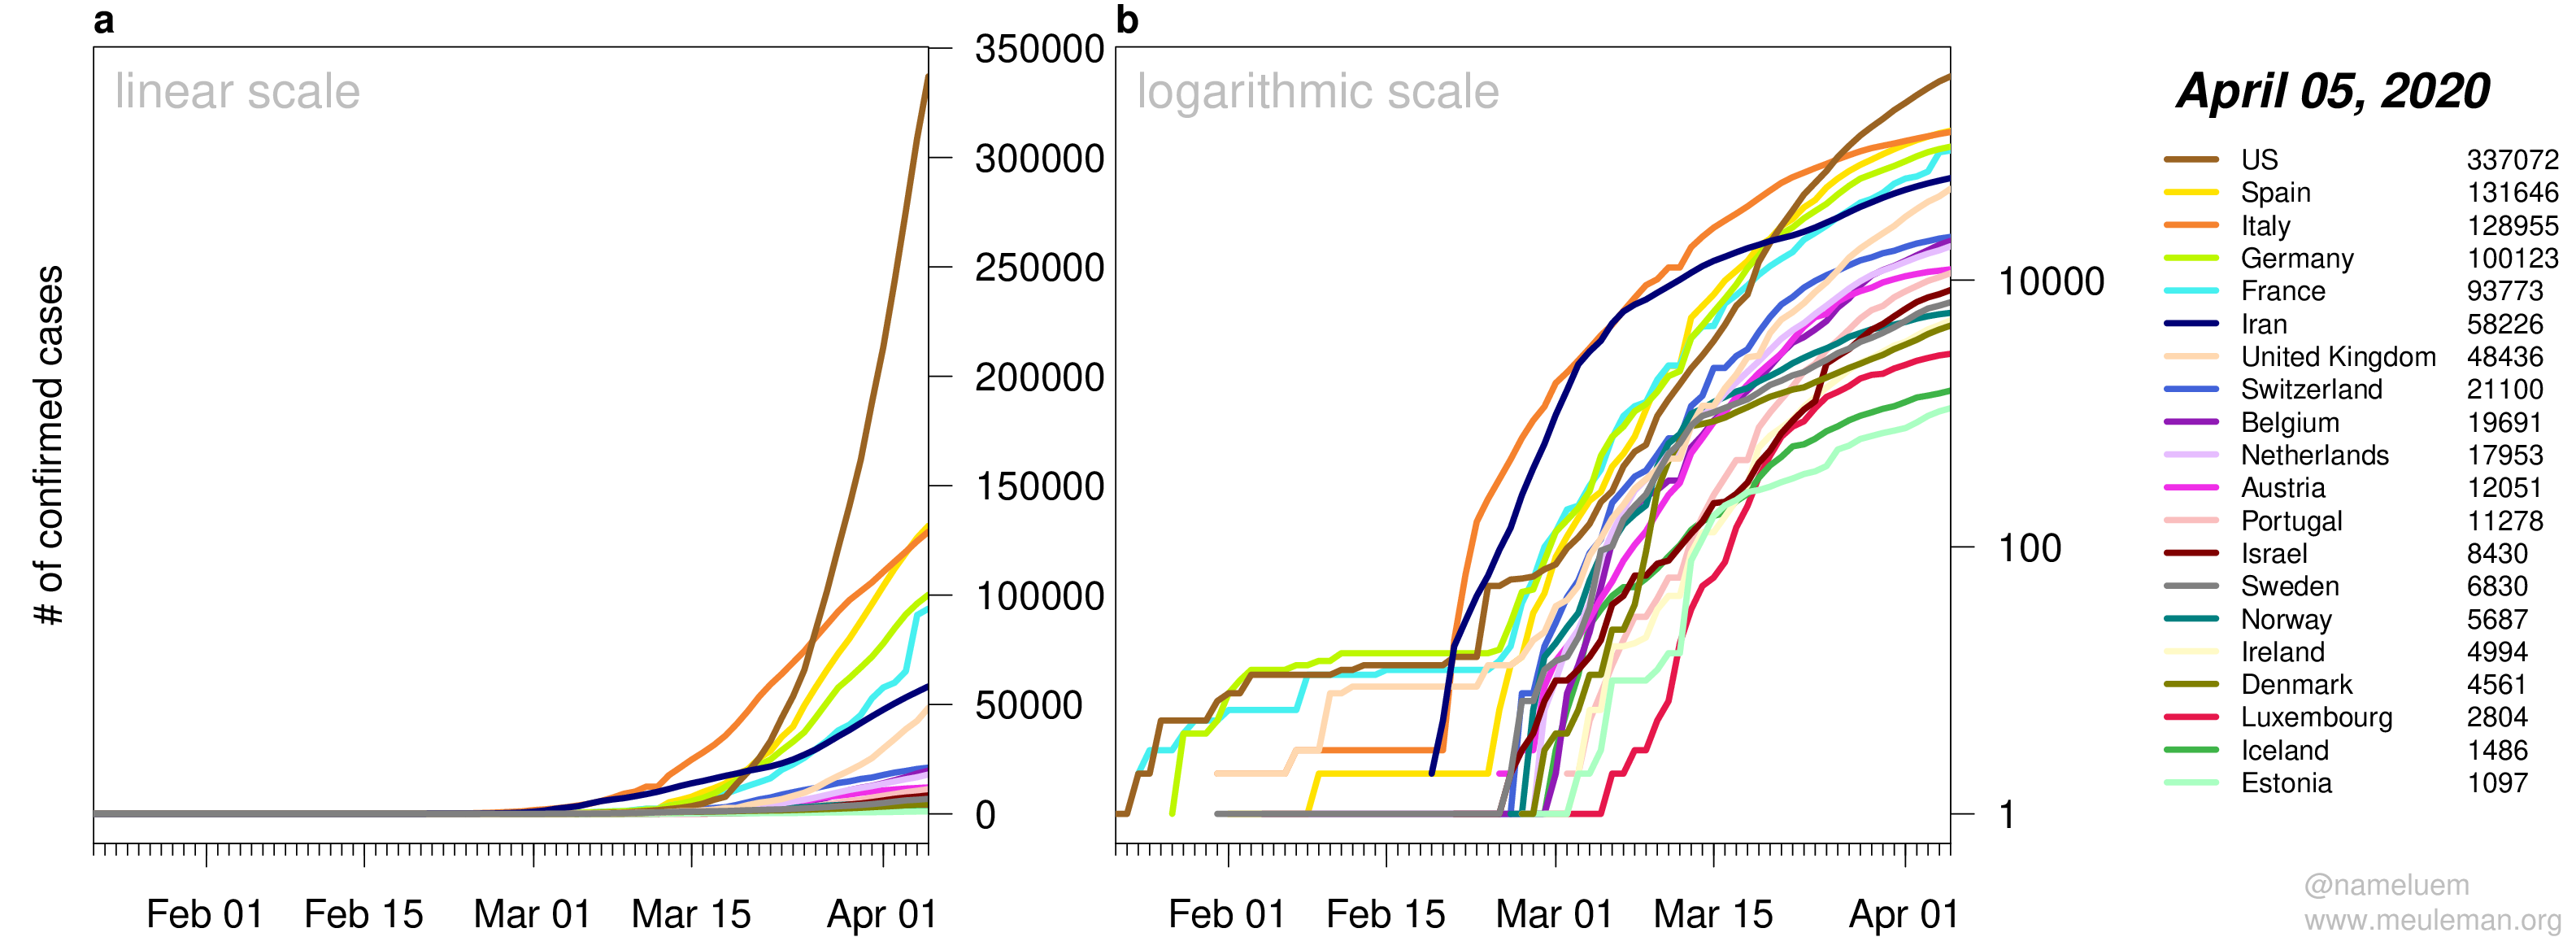 a
linear scale
# of confirmed cases
350000
300000
250000
200000
150000
100000
50000
0
Feb 01 Feb 15 Mar 01 Mar 15 Apr 01
b
logarithmic scale
10000
100
1
Feb 01 Feb 15 Mar 01 Mar 15 Apr 01
April 05, 2020
US 337072
Spain 131646
Italy 128955
Germany 100123
France 93773
Iran 58226
United Kingdom 48436
Switzerland 21100
Belgium 19691
Netherlands 17953
Austria 12051
Portugal 11278
Israel 8430
Sweden 6830
Norway 5687
Ireland 4994
Denmark 4561
Luxembourg 2804
Iceland 1486
Estonia 1097
@nameluem
www.meuleman.org